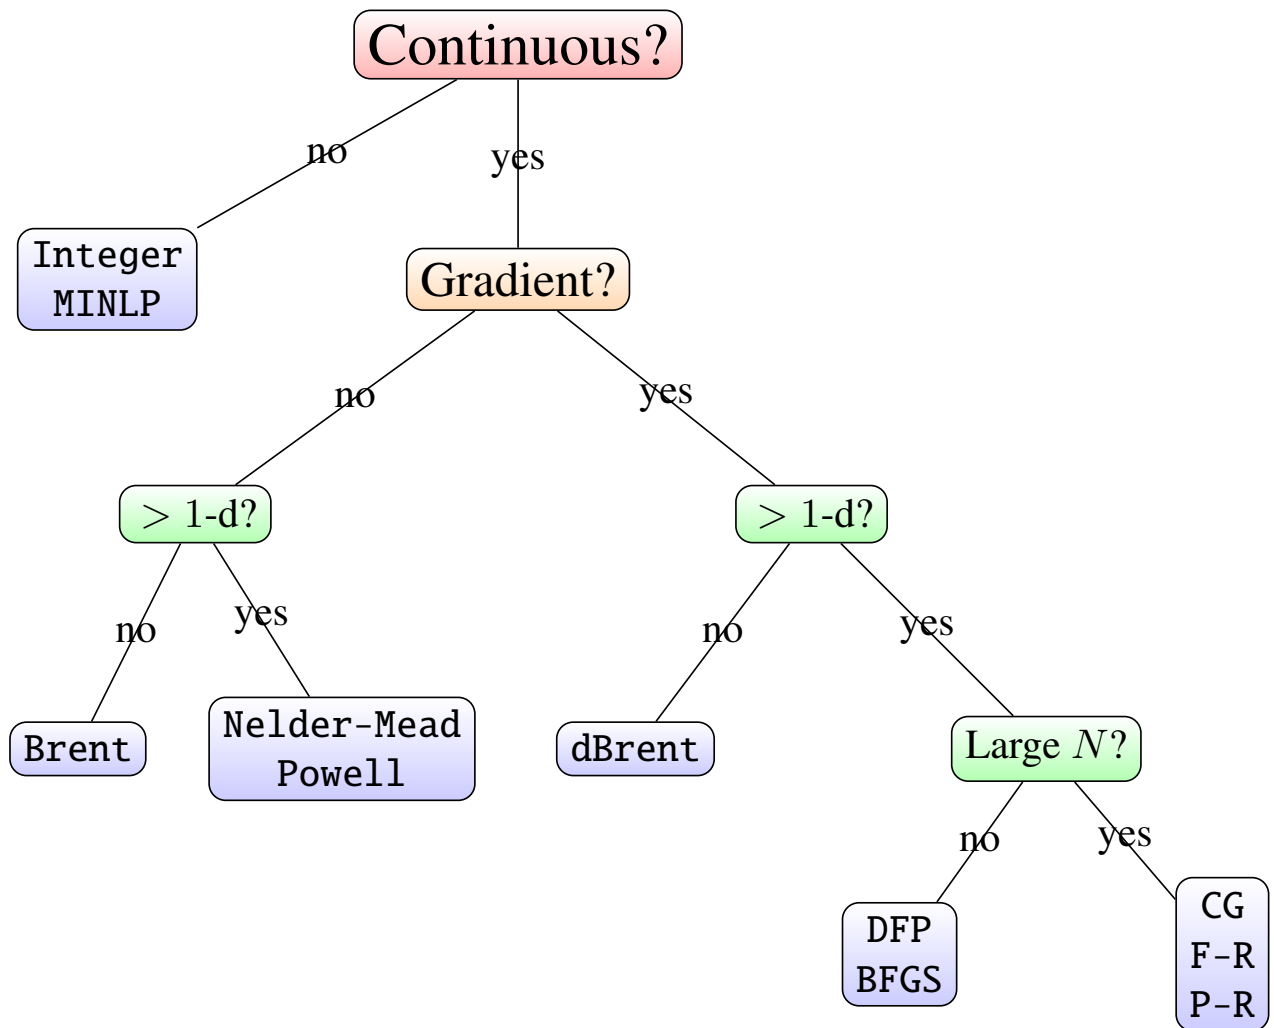 Continuous?
no
yes
Integer
MINLP
Gradient?
no
yes
> 1-d?
> 1-d?
no
yes
no
yes
Brent
Nelder-Mead
Powell
dBrent
Large N?
no
yes
DFP
BFGS
CG
F-R
P-R